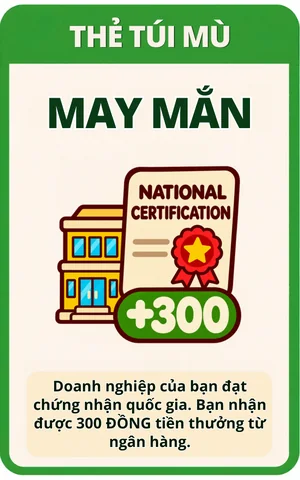 THẺ TÚI MÙ
MAY MẮN
NATIONAL
CERTIFICATION
+300
Doanh nghiệp của bạn đạt
chứng nhận quốc gia. Bạn nhận
được 300 ĐỒNG tiền thưởng từ
ngân hàng.